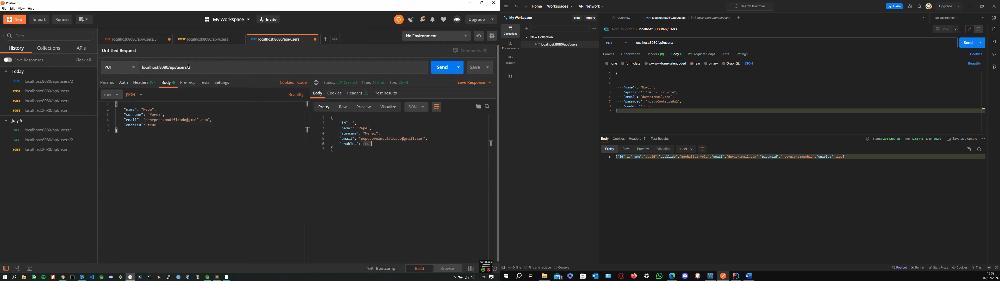 Postman
File Edit View Help
New Import Runner
My Workspace Invite
Upgrade
Filter
History Collections APIs
Save Responses Clear all
Today
PUT localhost:8080/api/users/2
POST localhost:8080/api/users
POST localhost:8080/api/users
POST localhost:8080/api/users
July 5
GET localhost:8080/api/users/1
GET localhost:8080/api/users/2
POST localhost:8080/api/users
DEL localhost:8080/api/users/3 POST localhost:8080/api/users PUT localhost:8080/api/users
No Environment
Untitled Request
Comments 0
PUT localhost:8080/api/users/2 Send Save
Params Auth Headers (9) Body Pre-req. Tests Settings Cookies Code
raw JSON Beautify
1 {
2 "name": "Pepe",
3 "surname": "Perez",
4 "email": "pepeperezmodificado@gmail.com",
5 "enabled": true
6 }
Status: 201 Created Time: 150 ms Size: 264 B Save Response
Body Cookies Headers (5) Test Results
Pretty Raw Preview Visualize JSON
1 {
2 "id": 2,
3 "name": "Pepe",
4 "surname": "Perez",
5 "email": "pepeperezmodificado@gmail.com",
6 "enabled": true
7 }
Bootcamp Build Browse
FullStack
Fernando
Fuentes
21:29
Home Workspaces API Network Search Postman Invite Upgrade
My Workspace New Import
Overview PUT localhost:8080/api/users localhost:8080/api/users No Environment
Collections
Environments
History
New Collection
PUT localhost:8080/api/users
New Collection / localhost:8080/api/users Save
PUT localhost:8080/api/users/1 Send
Params Authorization Headers (8) Body Pre-request Script Tests Settings Cookies
none form-data x-www-form-urlencoded raw binary GraphQL JSON Beautify
1 {
2
3
4 "name" : "David",
5 "apellido": "Bachiller Vela",
6 "email": "david@gmail.com",
7 "password": "nuevaContraseña2",
8 "enabled": true
9 }
Body Cookies Headers (5) Test Results Status: 201 Created Time: 1258 ms Size: 292 B Save as example
Pretty Raw Preview Visualize JSON
1 {"id":1,"name":"David","apellido":"Bachiller Vela","email":"david@gmail.com","password":"nuevaContraseña2","enabled":true}
Online Find and replace Console Postbot Runner Start Proxy Cookies Trash
64
18:39
02/02/2024